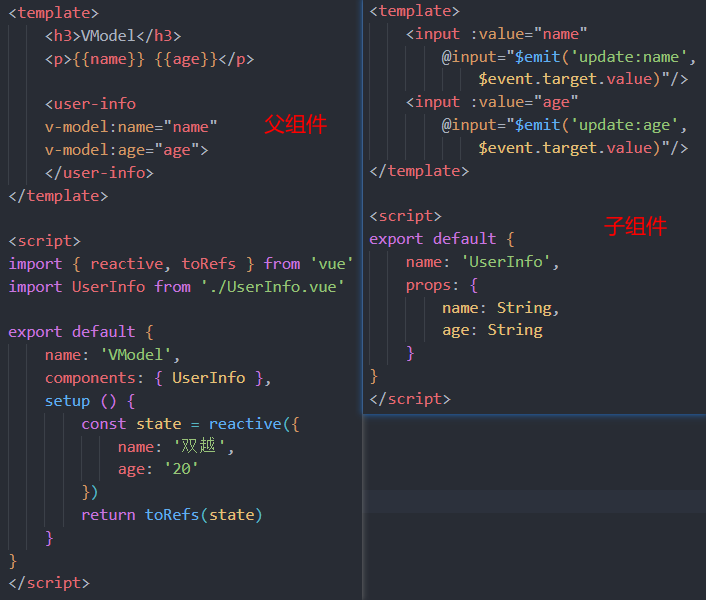 <template>
<h3>VModel</h3>
<p>{{name}} {{age}}</p>
<user-info
v-model:name="name"
v-model:age="age">
</user-info>
</template>
<script>
import { reactive, toRefs } from 'vue'
import UserInfo from './UserInfo.vue'
export default {
name: 'VModel',
components: { UserInfo },
setup () {
const state = reactive({
name: '双越',
age: '20'
})
return toRefs(state)
}
}
</script>
父组件
<template>
<input :value="name"
@input="$emit('update:name',
$event.target.value)"/>
<input :value="age"
@input="$emit('update:age',
$event.target.value)"/>
</template>
<script>
export default {
name: 'UserInfo',
props: {
name: String,
age: String
}
}
</script>
子组件